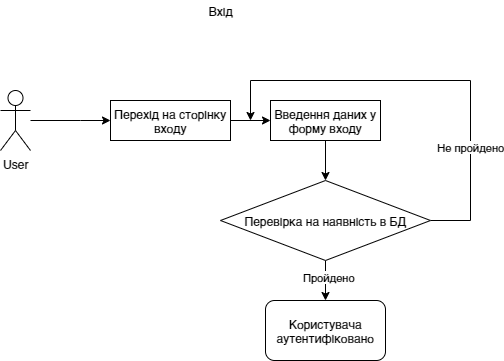 Вхід
Перехід на сторінку
входу
Введення даних у
форму входу
User
Не пройдено
Перевірка на наявність в БД
Пройдено
Користувача
аутентифіковано